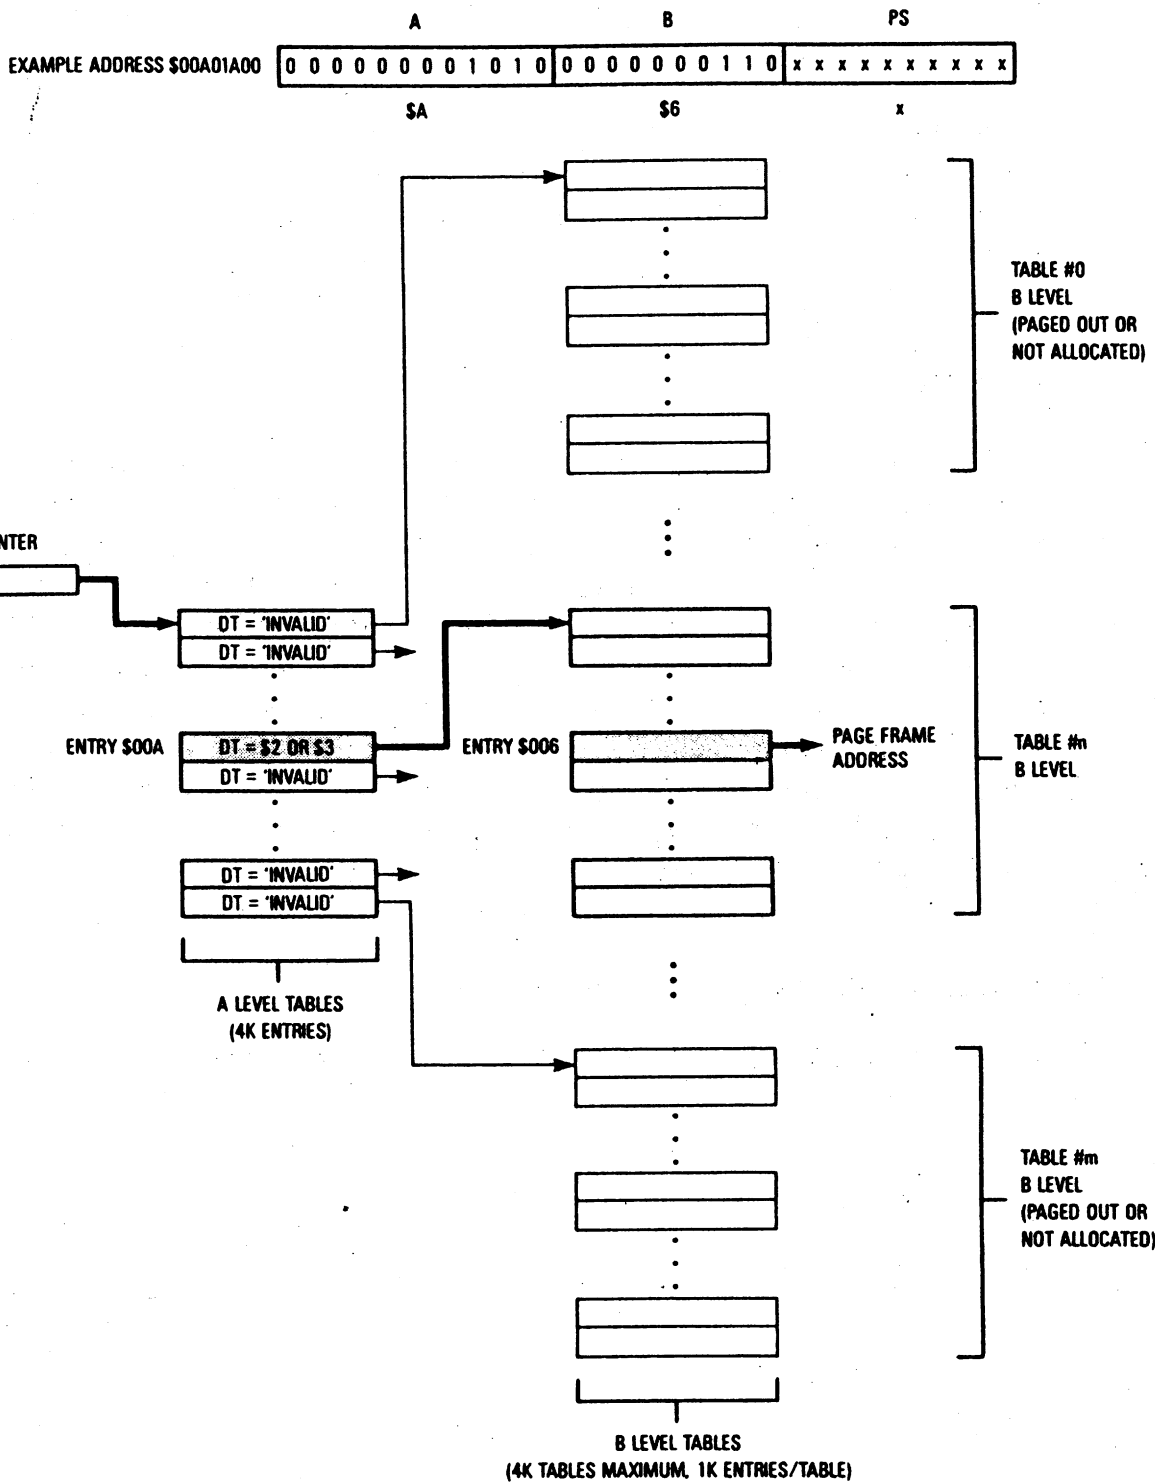 A B PS
EXAMPLE ADDRESS $00A01A00 0 0 0 0 0 0 0 0 1 0 1 0 0 0 0 0 0 0 0 1 1 0 x x x x x x x x x x
$A $6 x
TABLE #0
B LEVEL
(PAGED OUT OR
NOT ALLOCATED)
NTER
DT = 'INVALID'
DT = 'INVALID'
ENTRY $00A DT = $2 OR $3 ENTRY $006
DT = 'INVALID'
PAGE FRAME
ADDRESS
TABLE #n
B LEVEL
DT = 'INVALID'
DT = 'INVALID'
A LEVEL TABLES
(4K ENTRIES)
TABLE #m
B LEVEL
(PAGED OUT OR
NOT ALLOCATED)
B LEVEL TABLES
(4K TABLES MAXIMUM, 1K ENTRIES/TABLE)